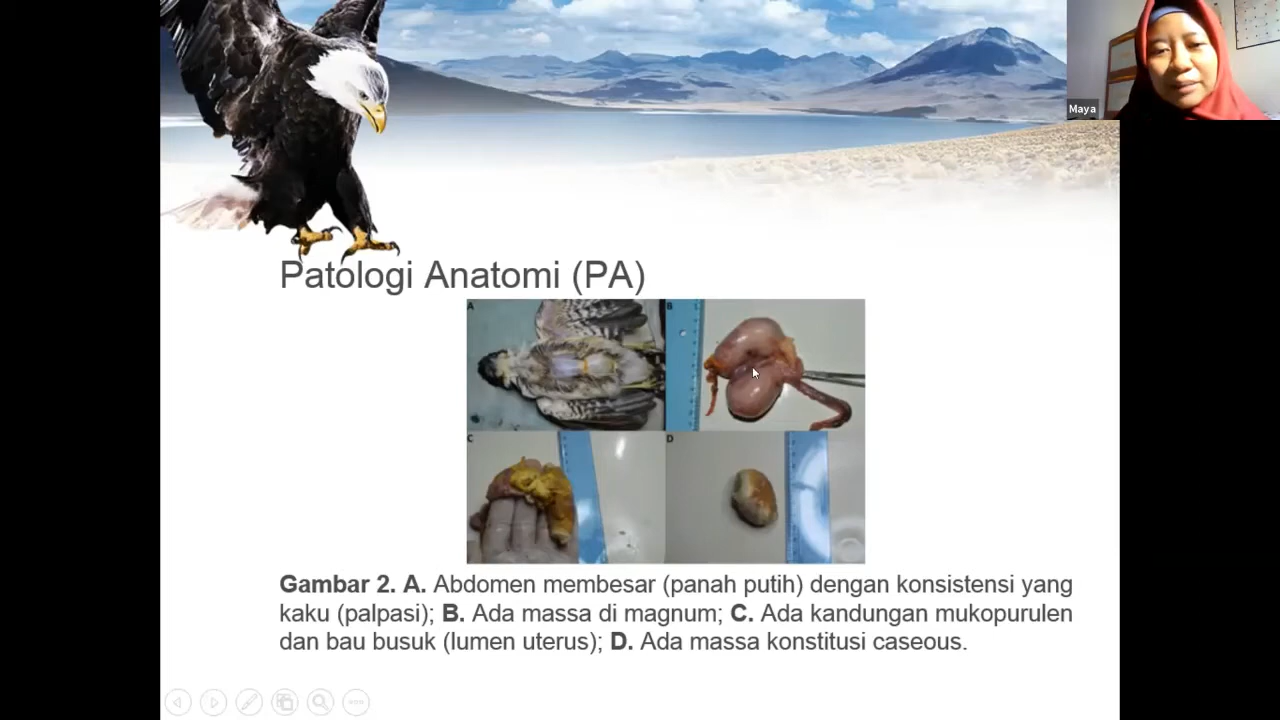 Maya
Patologi Anatomi (PA)
A
B
C
D
Gambar 2. A. Abdomen membesar (panah putih) dengan konsistensi yang
kaku (palpasi); B. Ada massa di magnum; C. Ada kandungan mukopurulen
dan bau busuk (lumen uterus); D. Ada massa konstitusi caseous.